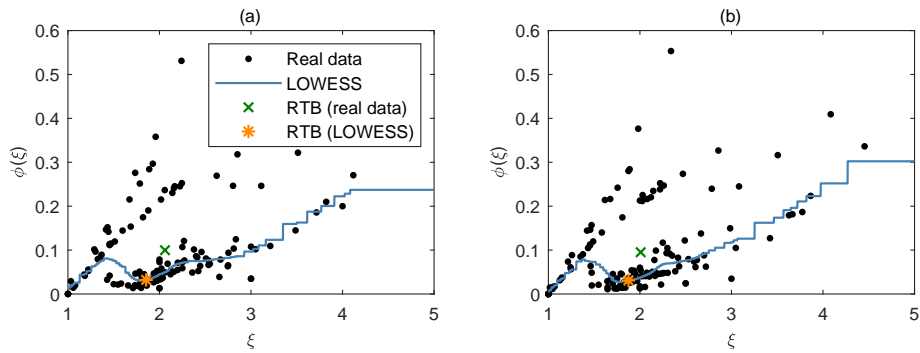 (a)
0.6
0.5
0.4
0.3
0.2
0.1
0
ϕ(ξ)
1
2
3
4
5
ξ
Real data
LOWESS
RTB (real data)
RTB (LOWESS)
(b)
0.6
0.5
0.4
0.3
0.2
0.1
0
ϕ(ξ)
1
2
3
4
5
ξ